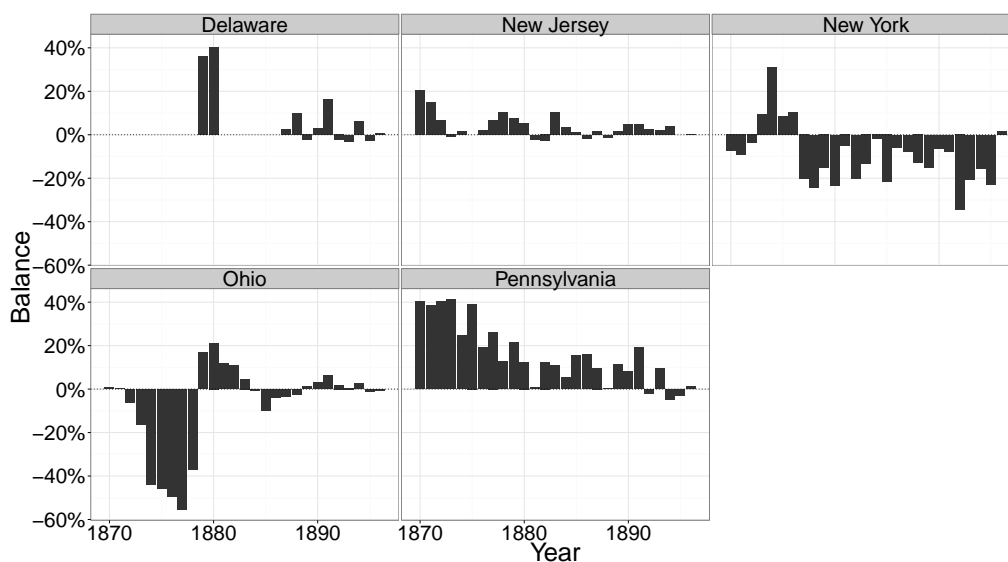 Delaware New Jersey New York
40%
20%
0%
−20%
−40%
−60%
Ohio Pennsylvania
40%
20%
0%
−20%
−40%
−60%
1870 1880 1890 1870 1880 1890
Year
Balance